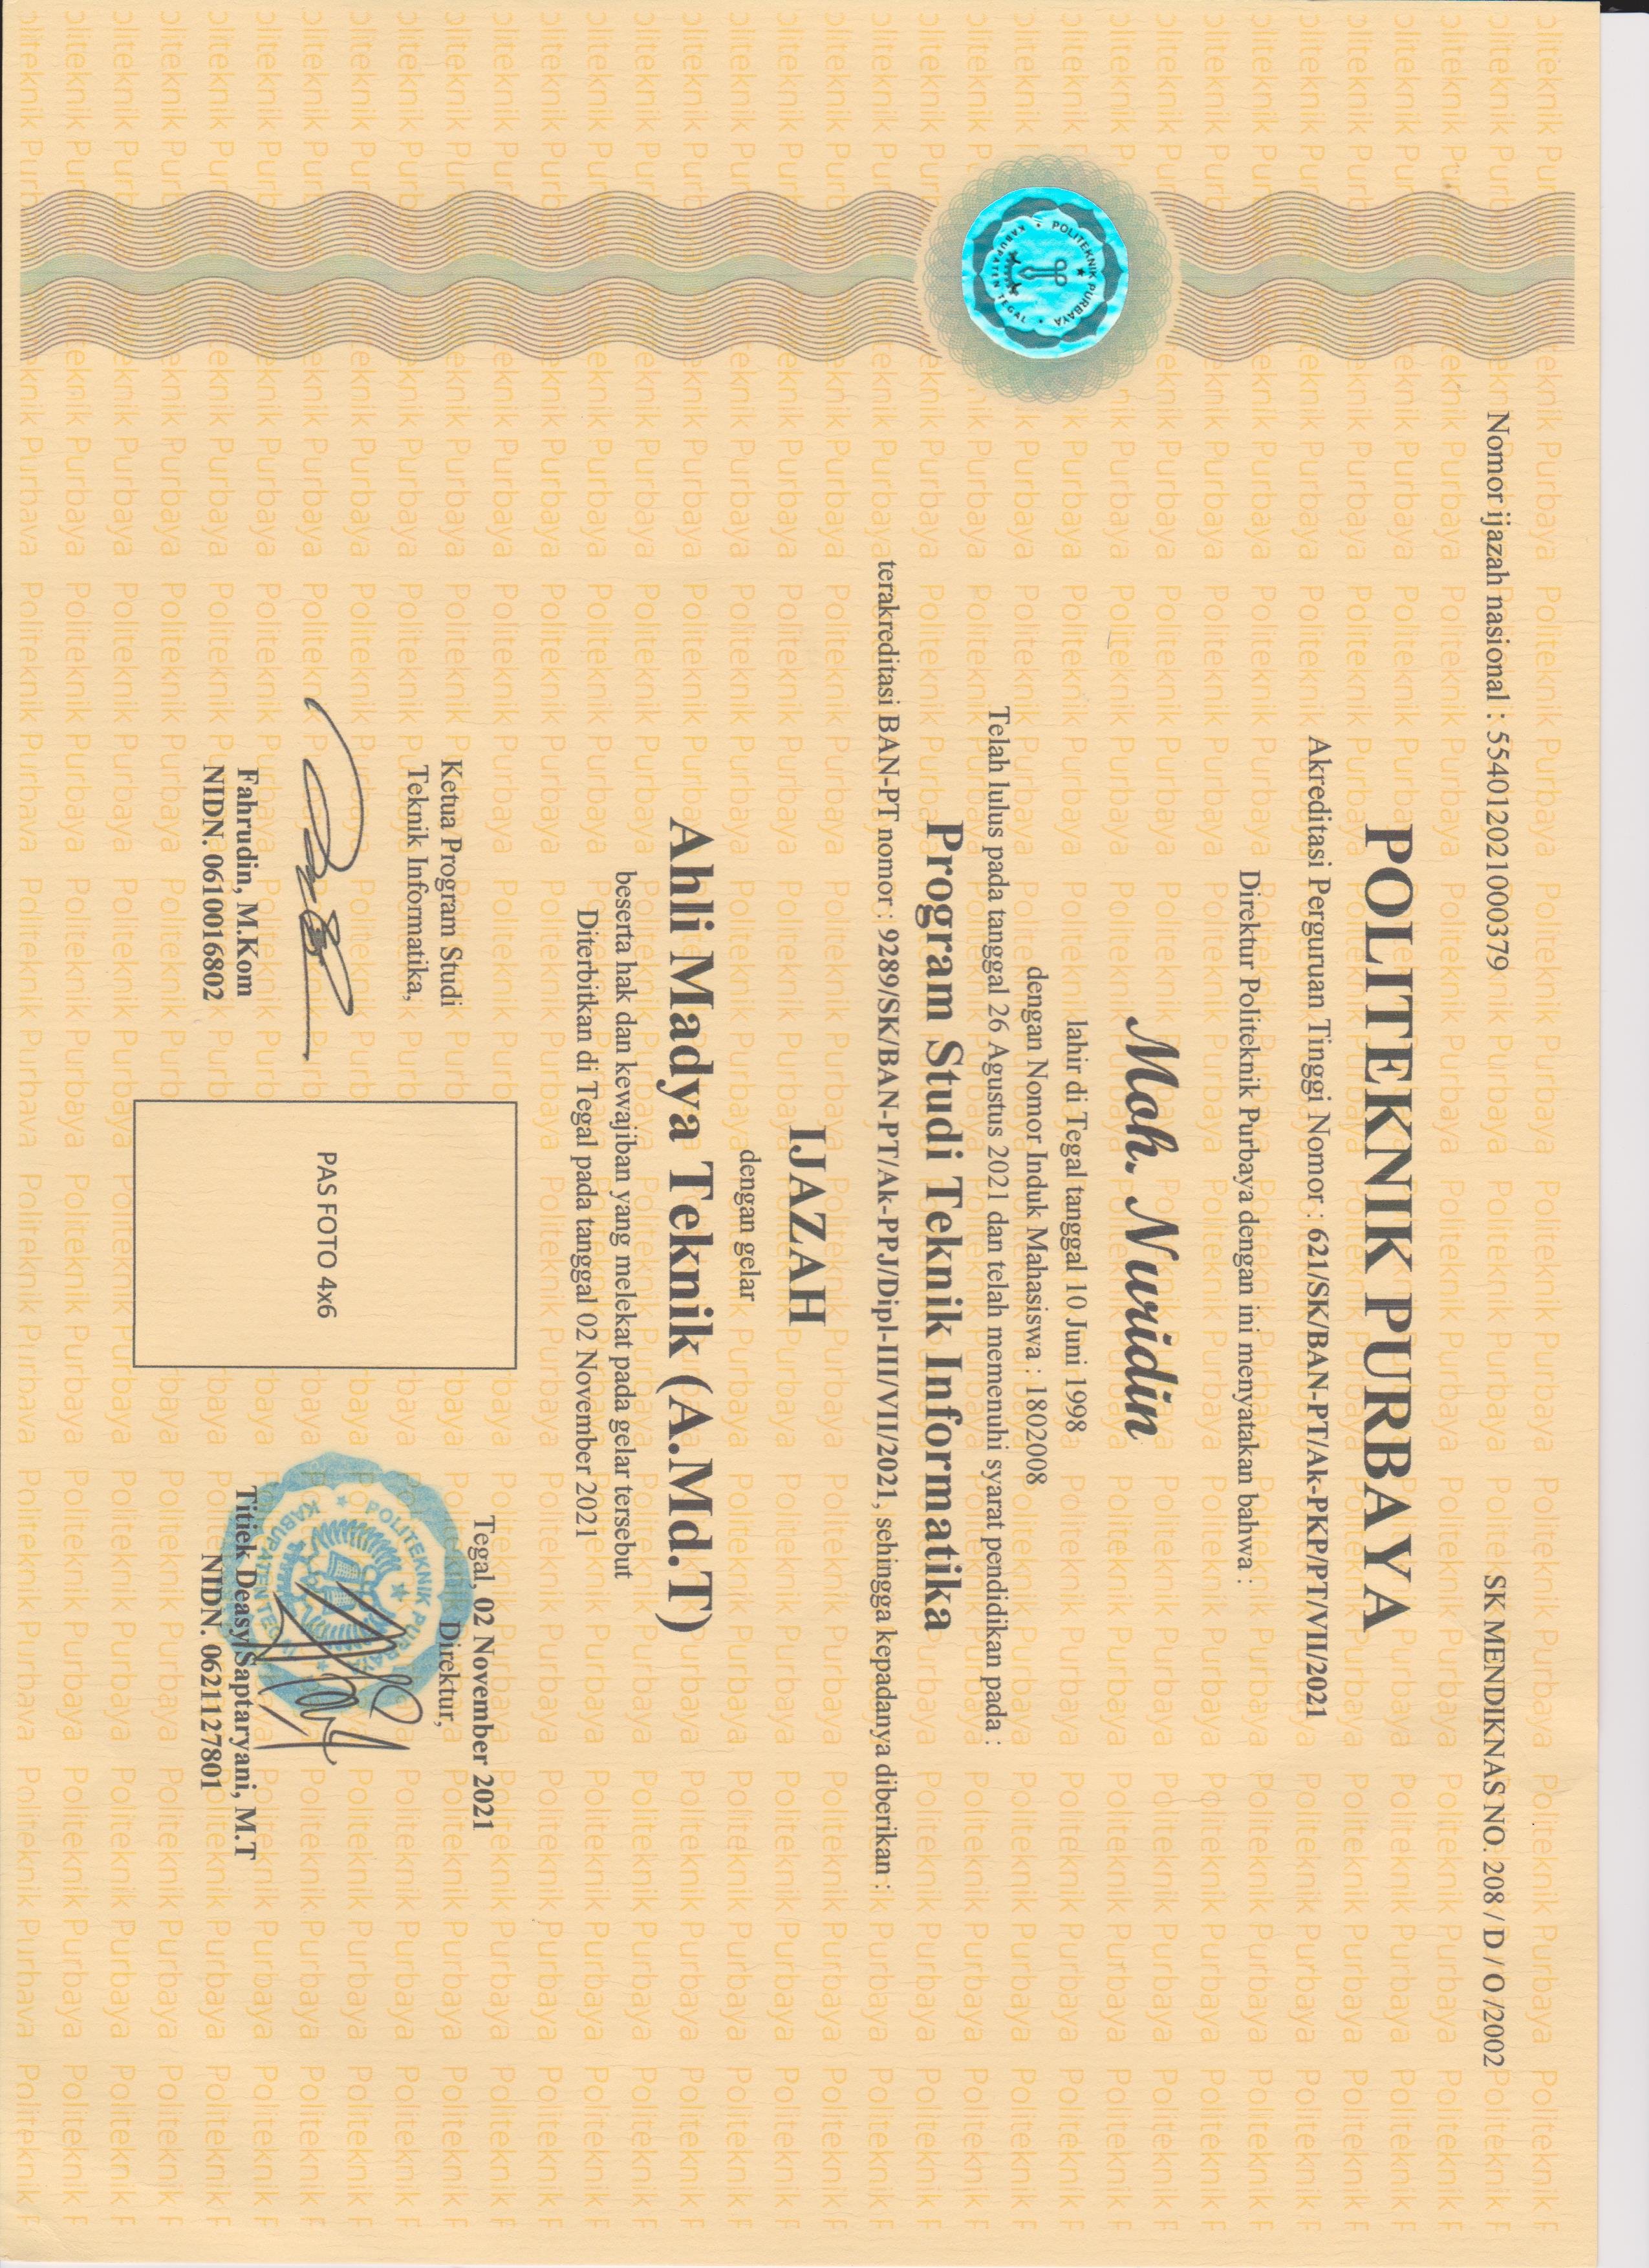 Nomor ijazah nasional : 554012021000379
SK MENDIKNAS NO. 208 / D / O /2002
POLITEKNIK PURBAYA
Akreditasi Perguruan Tinggi Nomor : 621/SK/BAN-PT/Ak-PKP/PT/VII/2021
Direktur Politeknik Purbaya dengan ini menyatakan bahwa :
Moh. Nuridin
lahir di Tegal tanggal 10 Juni 1998
dengan Nomor Induk Mahasiswa : 1802008
Telah lulus pada tanggal 26 Agustus 2021 dan telah memenuhi syarat pendidikan pada :
Program Studi Teknik Informatika
terakreditasi BAN-PT nomor : 9289/SK/BAN-PT/Ak-PPJ/Dipl-III/VII/2021, sehingga kepadanya diberikan :
IJAZAH
dengan gelar
Ahli Madya Teknik (A.Md.T)
beserta hak dan kewajiban yang melekat pada gelar tersebut
Diterbitkan di Tegal pada tanggal 02 November 2021
Ketua Program Studi
Teknik Informatika,
Fahrudin, M.Kom
NIDN. 0610016802
PAS FOTO 4x6
Tegal, 02 November 2021
Direktur,
Titiek Deasy Saptaryani, M.T
NIDN. 0621127801
POLITEKNIK PURBAYA
KABUPATEN TEGAL
POLITEKNIK PURBAYA
KABUPATEN TEGAL
Politeknik Purbaya